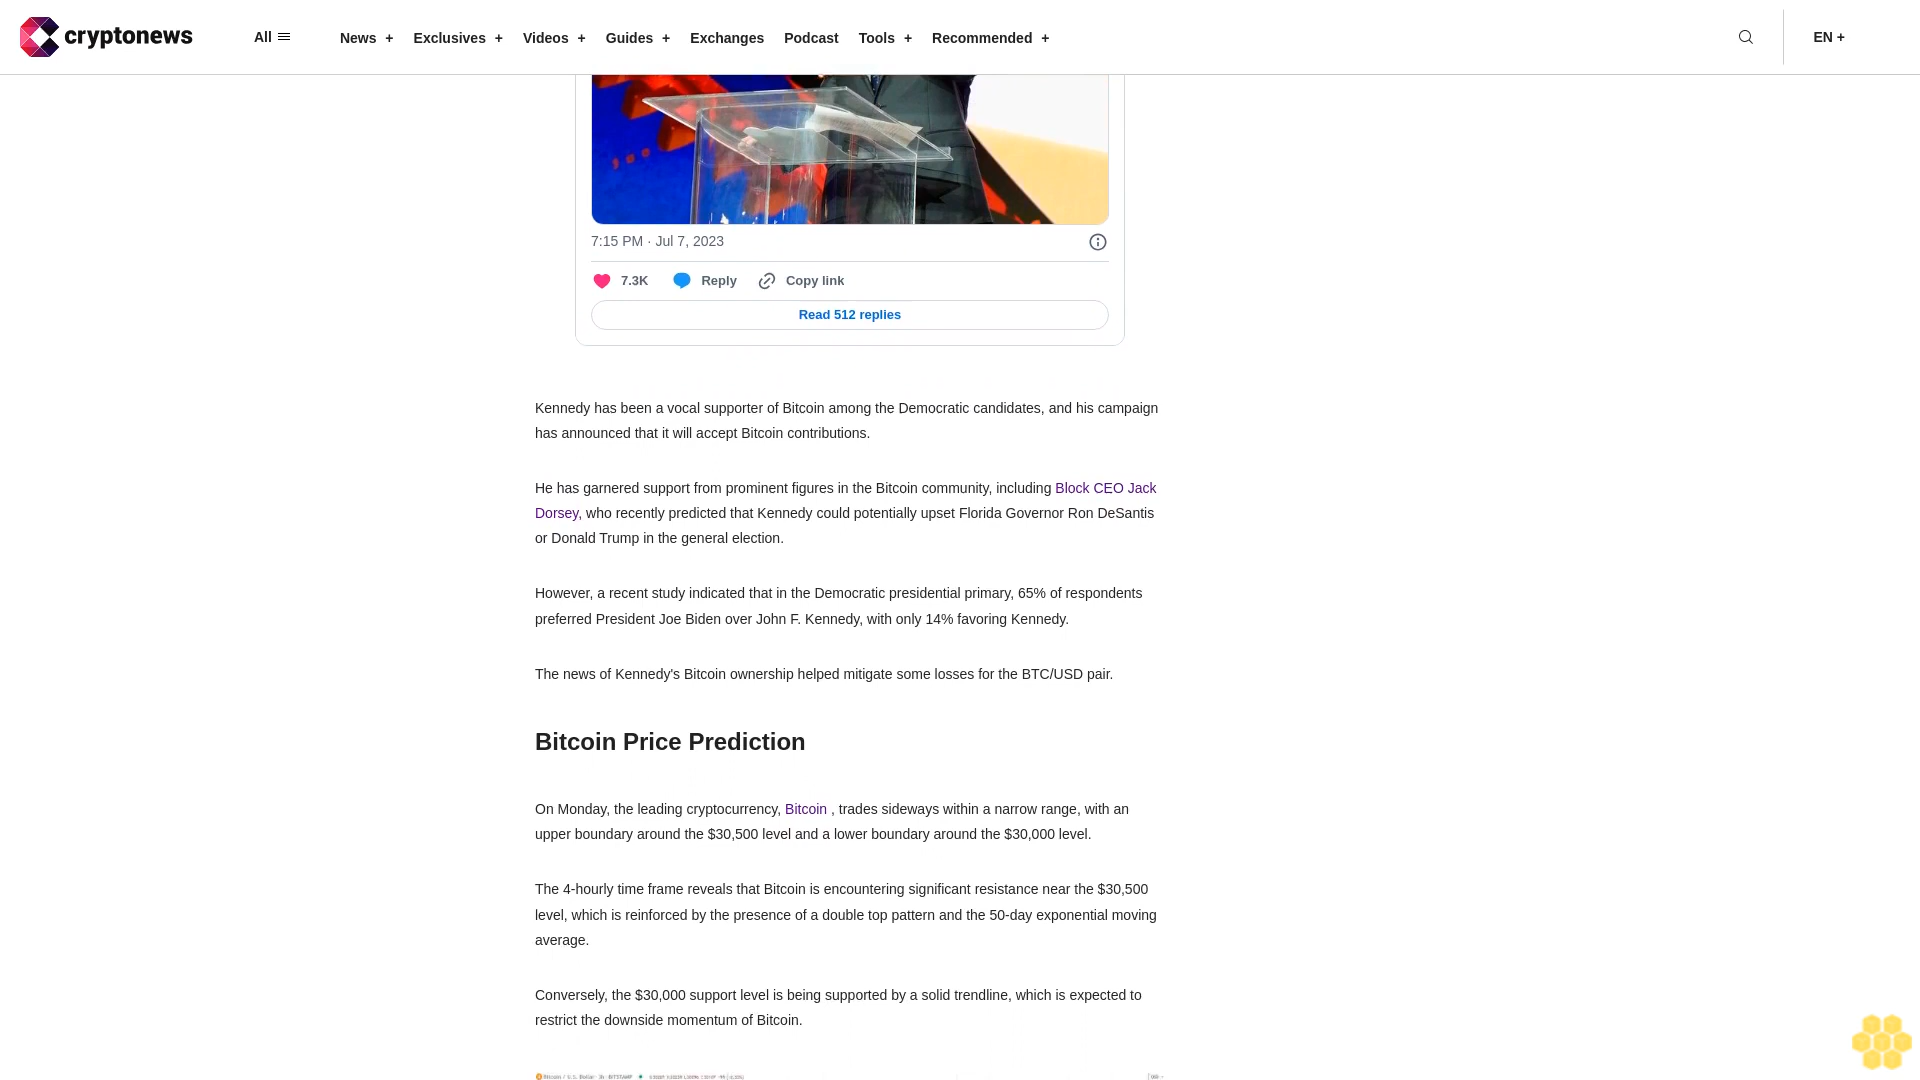 cryptonews
All
News +
Exclusives +
Videos +
Guides +
Exchanges
Podcast
Tools +
Recommended +
EN +
7:15 PM · Jul 7, 2023
7.3K
Reply
Copy link
Read 512 replies
Kennedy has been a vocal supporter of Bitcoin among the Democratic candidates, and his campaign
has announced that it will accept Bitcoin contributions.
He has garnered support from prominent figures in the Bitcoin community, including Block CEO Jack
Dorsey, who recently predicted that Kennedy could potentially upset Florida Governor Ron DeSantis
or Donald Trump in the general election.
However, a recent study indicated that in the Democratic presidential primary, 65% of respondents
preferred President Joe Biden over John F. Kennedy, with only 14% favoring Kennedy.
The news of Kennedy's Bitcoin ownership helped mitigate some losses for the BTC/USD pair.
Bitcoin Price Prediction
On Monday, the leading cryptocurrency, Bitcoin , trades sideways within a narrow range, with an
upper boundary around the $30,500 level and a lower boundary around the $30,000 level.
The 4-hourly time frame reveals that Bitcoin is encountering significant resistance near the $30,500
level, which is reinforced by the presence of a double top pattern and the 50-day exponential moving
average.
Conversely, the $30,000 support level is being supported by a solid trendline, which is expected to
restrict the downside momentum of Bitcoin.